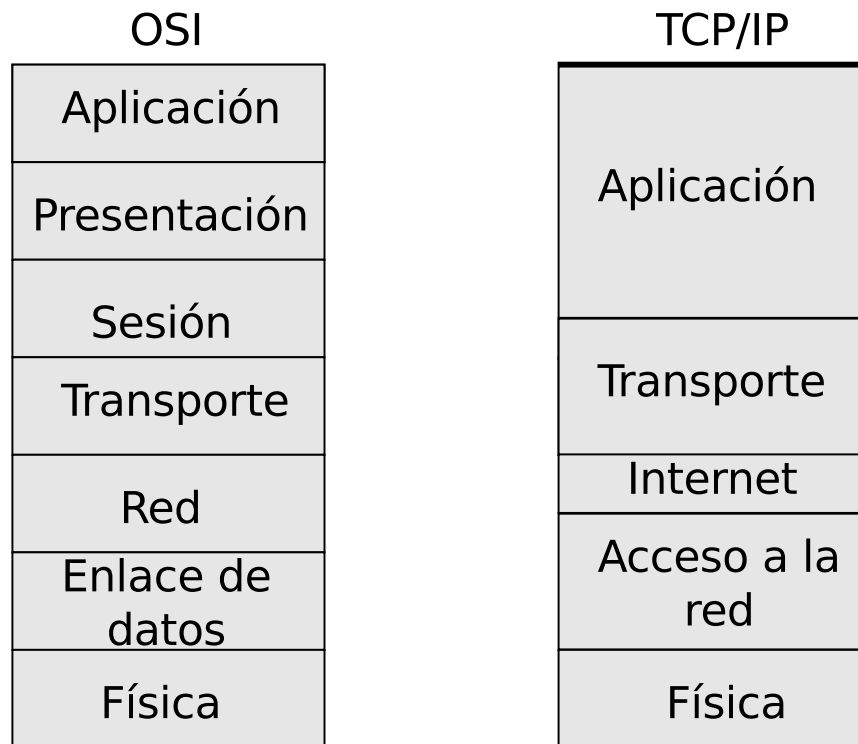 OSI
Aplicación
Presentación
Sesión
Transporte
Red
Enlace de
datos
Física
TCP/IP
Aplicación
Transporte
Internet
Acceso a la
red
Física